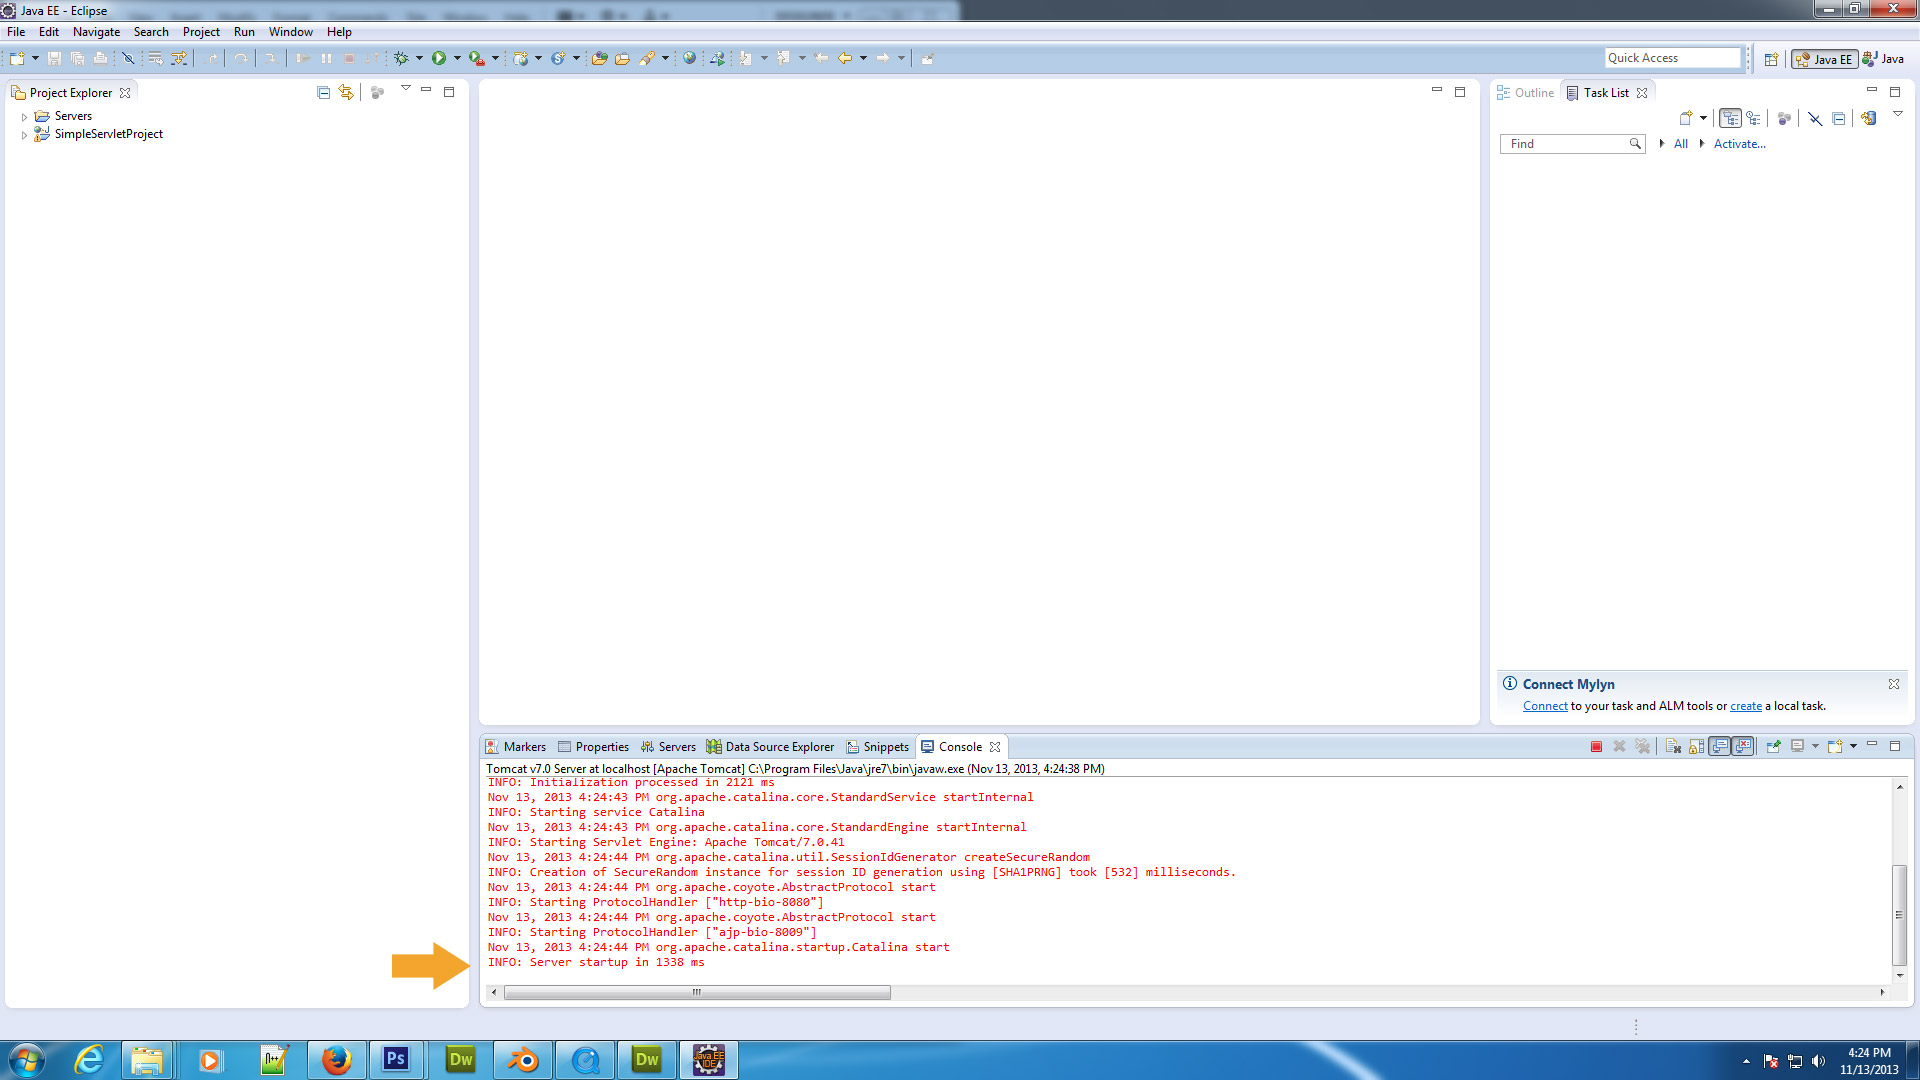 Java EE - Eclipse
File Edit Navigate Search Project Run Window Help
Quick Access
Java EE
Java
Project Explorer
Servers
SimpleServletProject
Outline
Task List
Find
All
Activate...
Connect Mylyn
Connect to your task and ALM tools or create a local task.
Markers Properties Servers Data Source Explorer Snippets Console
Tomcat v7.0 Server at localhost [Apache Tomcat] C:\Program Files\Java\jre7\bin\javaw.exe (Nov 13, 2013, 4:24:38 PM)
INFO: Initialization processed in 2121 ms
Nov 13, 2013 4:24:43 PM org.apache.catalina.core.StandardService startInternal
INFO: Starting service Catalina
Nov 13, 2013 4:24:43 PM org.apache.catalina.core.StandardEngine startInternal
INFO: Starting Servlet Engine: Apache Tomcat/7.0.41
Nov 13, 2013 4:24:44 PM org.apache.catalina.util.SessionIdGenerator createSecureRandom
INFO: Creation of SecureRandom instance for session ID generation using [SHA1PRNG] took [532] milliseconds.
Nov 13, 2013 4:24:44 PM org.apache.coyote.AbstractProtocol start
INFO: Starting ProtocolHandler ["http-bio-8080"]
Nov 13, 2013 4:24:44 PM org.apache.coyote.AbstractProtocol start
INFO: Starting ProtocolHandler ["ajp-bio-8009"]
Nov 13, 2013 4:24:44 PM org.apache.catalina.startup.Catalina start
INFO: Server startup in 1338 ms
Ps
Dw
Dw
Java EE
IDE
4:24 PM
11/13/2013